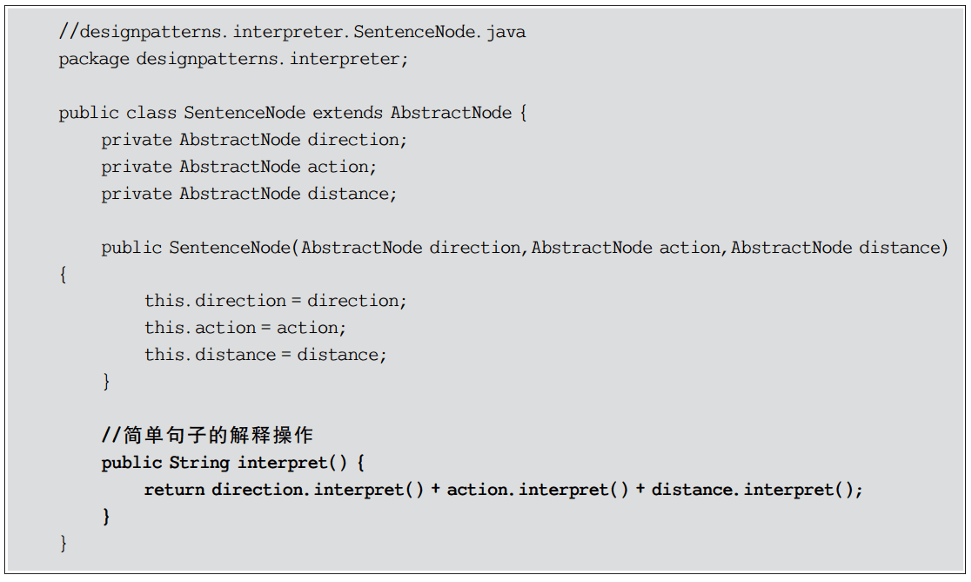 //designpatterns.interpreter.SentenceNode.java
package designpatterns.interpreter;
public class SentenceNode extends AbstractNode {
private AbstractNode direction;
private AbstractNode action;
private AbstractNode distance;
public SentenceNode(AbstractNode direction,AbstractNode action,AbstractNode distance)
{
this.direction = direction;
this.action = action;
this.distance = distance;
}
//简单句子的解释操作
public String interpret() {
return direction.interpret() + action.interpret() + distance.interpret();
}
}